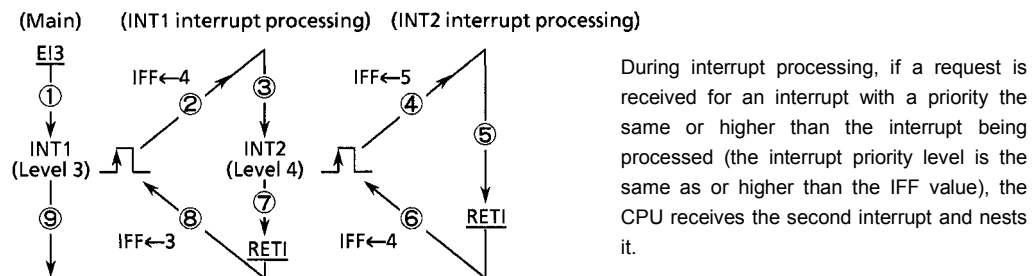 (Main) (INT1 interrupt processing) (INT2 interrupt processing)
EI3
IFF←4 ③ IFF←5
① ② ④
⑤
INT1 INT2
(Level 3) (Level 4)
⑨ ⑧ ⑦ ⑥ RETI
IFF←3 RETI IFF←4
During interrupt processing, if a request is
received for an interrupt with a priority the
same or higher than the interrupt being
processed (the interrupt priority level is the
same as or higher than the IFF value), the
CPU receives the second interrupt and nests
it.